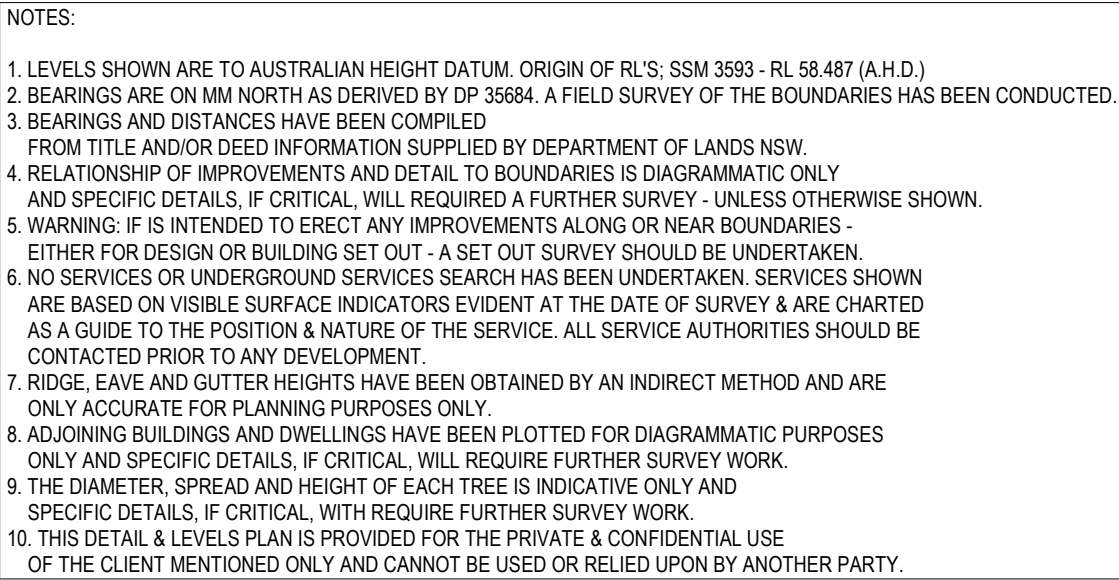 NOTES:
1. LEVELS SHOWN ARE TO AUSTRALIAN HEIGHT DATUM. ORIGIN OF RL'S; SSM 3593 - RL 58.487 (A.H.D.)
2. BEARINGS ARE ON MM NORTH AS DERIVED BY DP 35684. A FIELD SURVEY OF THE BOUNDARIES HAS BEEN CONDUCTED.
3. BEARINGS AND DISTANCES HAVE BEEN COMPILED
FROM TITLE AND/OR DEED INFORMATION SUPPLIED BY DEPARTMENT OF LANDS NSW.
4. RELATIONSHIP OF IMPROVEMENTS AND DETAIL TO BOUNDARIES IS DIAGRAMMATIC ONLY
AND SPECIFIC DETAILS, IF CRITICAL, WILL REQUIRED A FURTHER SURVEY - UNLESS OTHERWISE SHOWN.
5. WARNING: IF IS INTENDED TO ERECT ANY IMPROVEMENTS ALONG OR NEAR BOUNDARIES -
EITHER FOR DESIGN OR BUILDING SET OUT - A SET OUT SURVEY SHOULD BE UNDERTAKEN.
6. NO SERVICES OR UNDERGROUND SERVICES SEARCH HAS BEEN UNDERTAKEN. SERVICES SHOWN
ARE BASED ON VISIBLE SURFACE INDICATORS EVIDENT AT THE DATE OF SURVEY & ARE CHARTED
AS A GUIDE TO THE POSITION & NATURE OF THE SERVICE. ALL SERVICE AUTHORITIES SHOULD BE
CONTACTED PRIOR TO ANY DEVELOPMENT.
7. RIDGE, EAVE AND GUTTER HEIGHTS HAVE BEEN OBTAINED BY AN INDIRECT METHOD AND ARE
ONLY ACCURATE FOR PLANNING PURPOSES ONLY.
8. ADJOINING BUILDINGS AND DWELLINGS HAVE BEEN PLOTTED FOR DIAGRAMMATIC PURPOSES
ONLY AND SPECIFIC DETAILS, IF CRITICAL, WILL REQUIRE FURTHER SURVEY WORK.
9. THE DIAMETER, SPREAD AND HEIGHT OF EACH TREE IS INDICATIVE ONLY AND
SPECIFIC DETAILS, IF CRITICAL, WITH REQUIRE FURTHER SURVEY WORK.
10. THIS DETAIL & LEVELS PLAN IS PROVIDED FOR THE PRIVATE & CONFIDENTIAL USE
OF THE CLIENT MENTIONED ONLY AND CANNOT BE USED OR RELIED UPON BY ANOTHER PARTY.